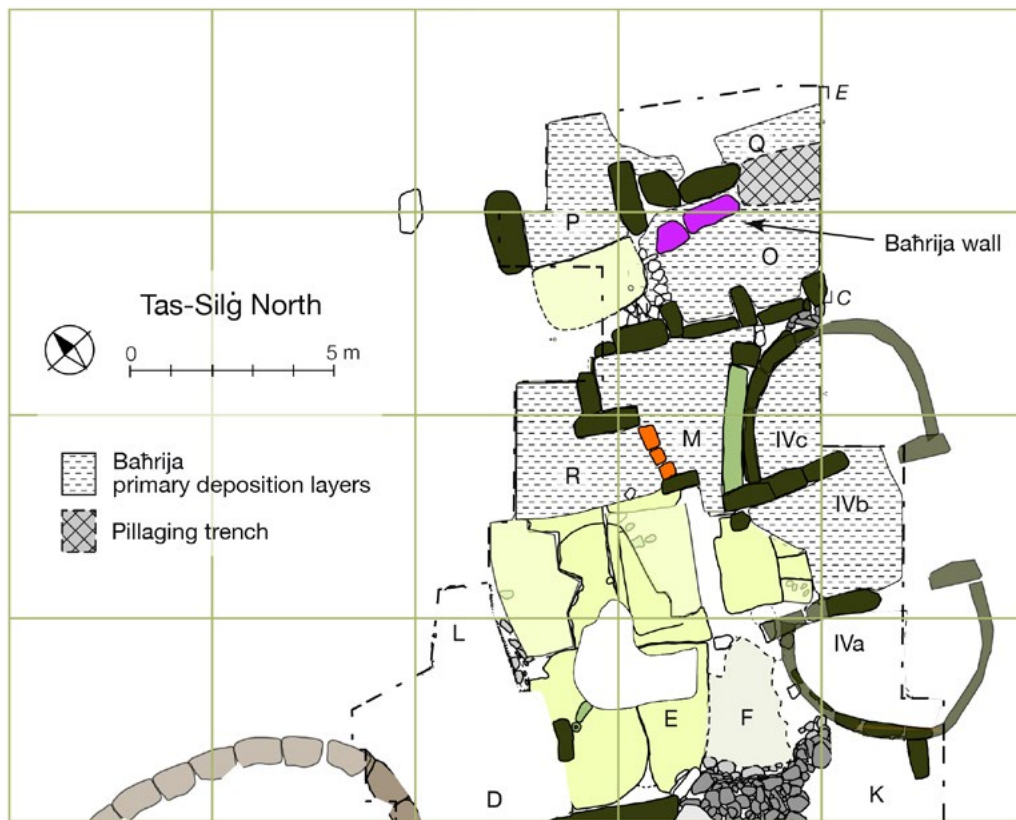 E
Q
P
Baħrija wall
O
C
Tas-Silġ North
0
5 m
M
IVc
R
IVb
Baħrija
primary deposition layers
Pillaging trench
L
IVa
E
F
D
K